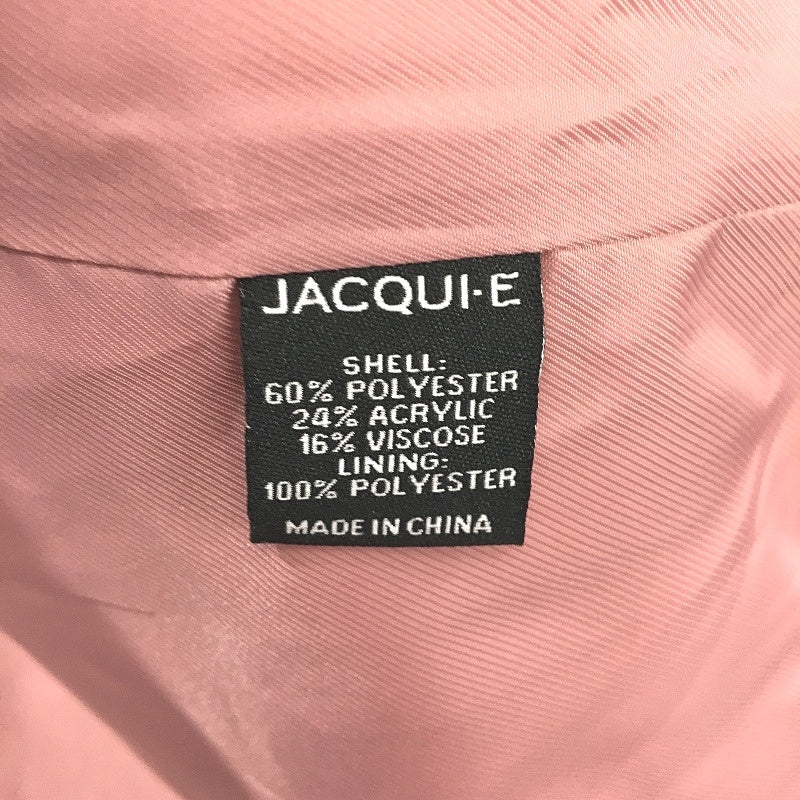 JACQUI·E
SHELL:
60% POLYESTER
24% ACRYLIC
16% VISCOSE
LINING:
100% POLYESTER
MADE IN CHINA